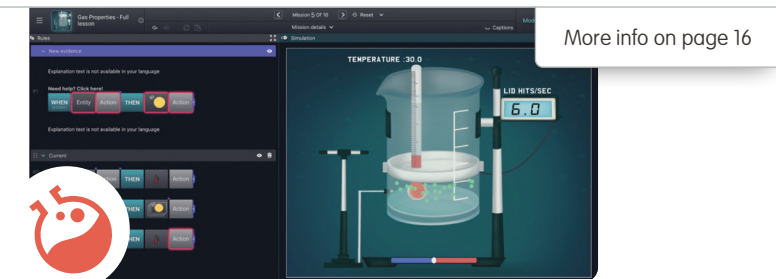 Gas Properties - Full lesson
Mission 5 Of 16
Reset
Mission details
Captions
More info on page 16
Rules
Simulation
New evidence
Explanation text is not available in your language
Need help? Click here!
WHEN Entity Action THEN Action
Explanation text is not available in your language
Current
THEN Action
THEN Action
THEN Action
TEMPERATURE :30.0
LID HITS/SEC
6.0